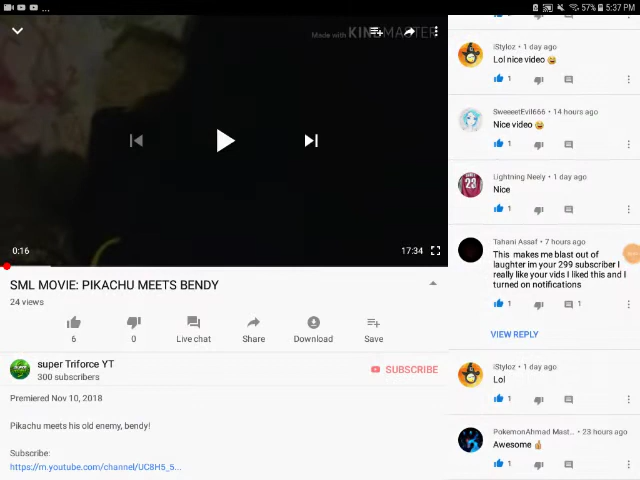 57% 5:37 PM
Made with KINEMASTER
0:16
17:34
SML MOVIE: PIKACHU MEETS BENDY
24 views
6
0
Live chat
Share
Download
Save
super Triforce YT
300 subscribers
SUBSCRIBE
Premiered Nov 10, 2018
Pikachu meets his old enemy, bendy!
Subscribe:
https://m.youtube.com/channel/UC8H5_5...
iStyloz • 1 day ago
Lol nice video 😂
1
SweeeetEvil666 • 14 hours ago
Nice video 😂
1
Lightning Neely • 1 day ago
Nice
1
Tahani Assaf • 7 hours ago
This makes me blast out of
laughter im your 299 subscriber I
really like your vids I liked this and I
turned on notifications
1
1
VIEW REPLY
iStyloz • 1 day ago
Lol
1
PokemonAhmad Mast... • 23 hours ago
Awesome 👍
1